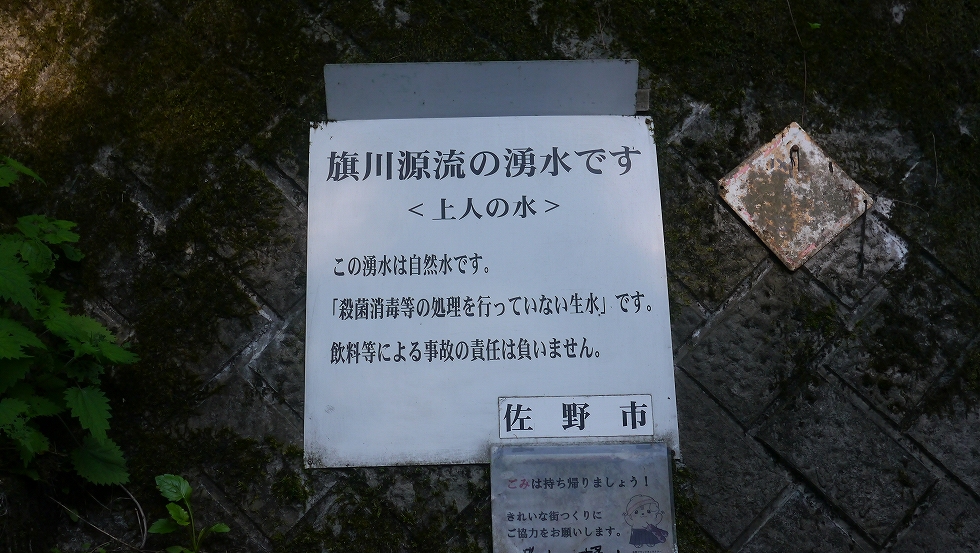 旗川源流の湧水です
＜上人の水＞
この湧水は自然水です。
「殺菌消毒等の処理を行っていない生水」です。
飲料等による事故の責任は負いません。
佐野市
ごみは持ち帰りましょう！
きれいな街つくりに
ご協力をお願いします。